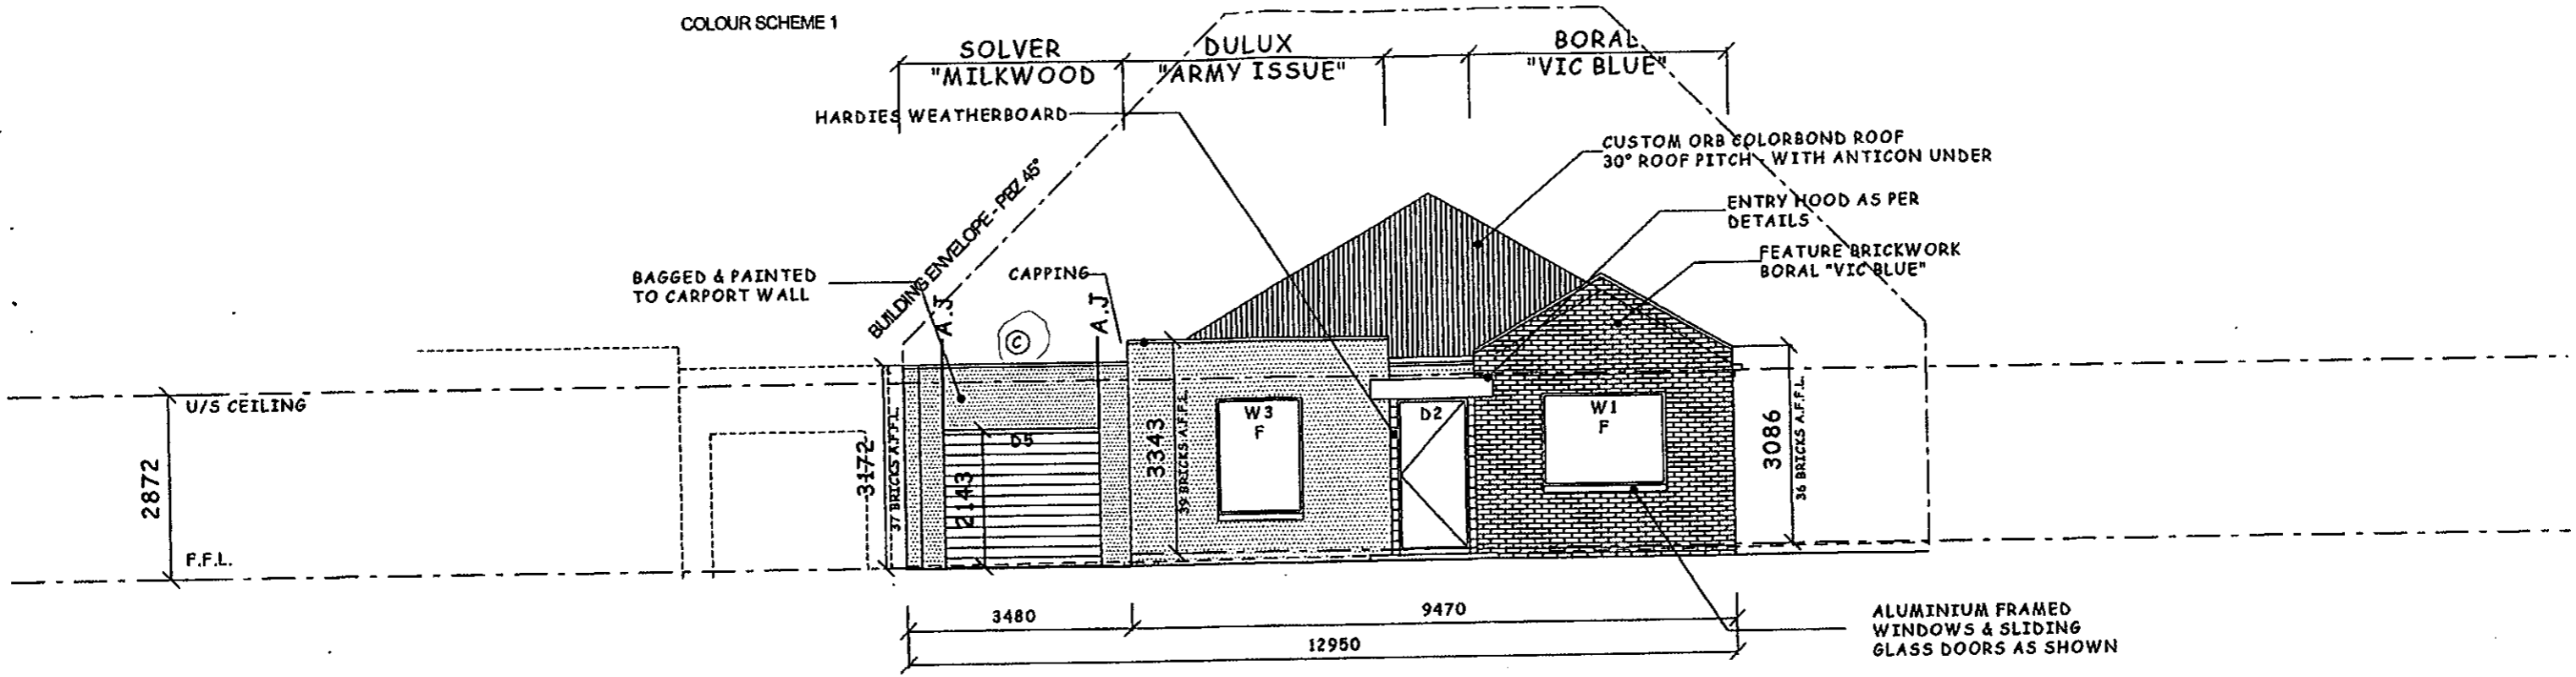 COLOUR SCHEME 1
SOLVER
"MILKWOOD
DULUX
"ARMY ISSUE"
BORAL
"VIC BLUE"
HARDIES WEATHERBOARD
CUSTOM ORB COLORBOND ROOF
30° ROOF PITCH - WITH ANTICON UNDER
ENTRY HOOD AS PER
DETAILS
FEATURE BRICKWORK
BORAL "VIC BLUE"
BUILDING ENVELOPE - PBZ 45°
BAGGED & PAINTED
TO CARPORT WALL
CAPPING
A.J
A.J
C
U/S CEILING
F.F.L.
2872
3172
37 BRICKS A.F.F.L.
D5
2143
3343
39 BRICKS A.F.F.L.
W3
F
D2
W1
F
3086
36 BRICKS A.F.F.L.
3480
9470
12950
ALUMINIUM FRAMED
WINDOWS & SLIDING
GLASS DOORS AS SHOWN